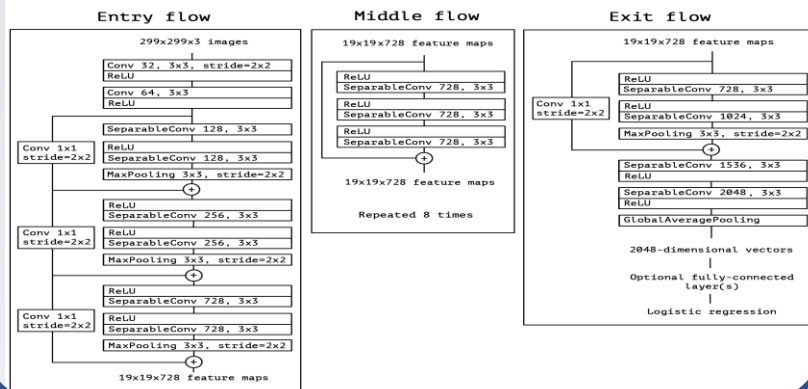 Entry flow
299x299x3 images
Conv 32, 3x3, stride=2x2
ReLU
Conv 64, 3x3
ReLU
SeparableConv 128, 3x3
Conv 1x1
stride=2x2
ReLU
SeparableConv 128, 3x3
MaxPooling 3x3, stride=2x2
+
ReLU
SeparableConv 256, 3x3
Conv 1x1
stride=2x2
ReLU
SeparableConv 256, 3x3
MaxPooling 3x3, stride=2x2
+
ReLU
SeparableConv 728, 3x3
Conv 1x1
stride=2x2
ReLU
SeparableConv 728, 3x3
MaxPooling 3x3, stride=2x2
+
19x19x728 feature maps
Middle flow
19x19x728 feature maps
ReLU
SeparableConv 728, 3x3
ReLU
SeparableConv 728, 3x3
ReLU
SeparableConv 728, 3x3
+
19x19x728 feature maps
Repeated 8 times
Exit flow
19x19x728 feature maps
ReLU
SeparableConv 728, 3x3
Conv 1x1
stride=2x2
ReLU
SeparableConv 1024, 3x3
MaxPooling 3x3, stride=2x2
+
SeparableConv 1536, 3x3
ReLU
SeparableConv 2048, 3x3
ReLU
GlobalAveragePooling
2048-dimensional vectors
Optional fully-connected
layer(s)
Logistic regression